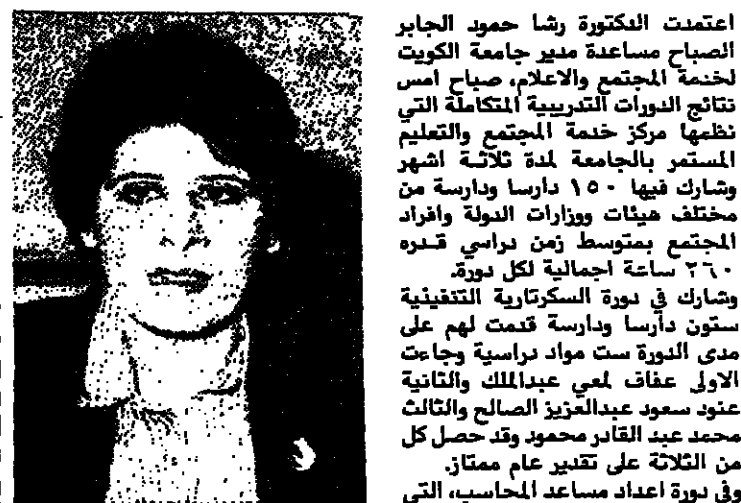 اعتمدت الدكتورة رشا حمود الجابر
الصباح مساعدة مدير جامعة الكويت
لخدمة المجتمع والاعلام، صباح امس
نتائج الدورات التدريبية المتكاملة التي
نظمها مركز خدمة المجتمع والتعليم
المستمر بالجامعة لمدة ثلاثة اشهر
وشارك فيها ١٥٠ دارسا ودارسة من
مختلف هيئات ووزارات الدولة وافراد
المجتمع بمتوسط زمن دراسي قدره
٢٦٠ ساعة اجمالية لكل دورة.
وشارك في دورة السكرتارية التنفيذية
ستون دارسا ودارسة قدمت لهم على
مدى الدورة ست مواد دراسية وجاءت
الاولى عفاف لمعي عبدالملك والثانية
عنود سعود عبدالعزيز الصالح والثالث
محمد عبد القادر محمود وقد حصل كل
من الثلاثة على تقدير عام ممتاز.
وفي دورة اعداد مساعد المحاسب، التي